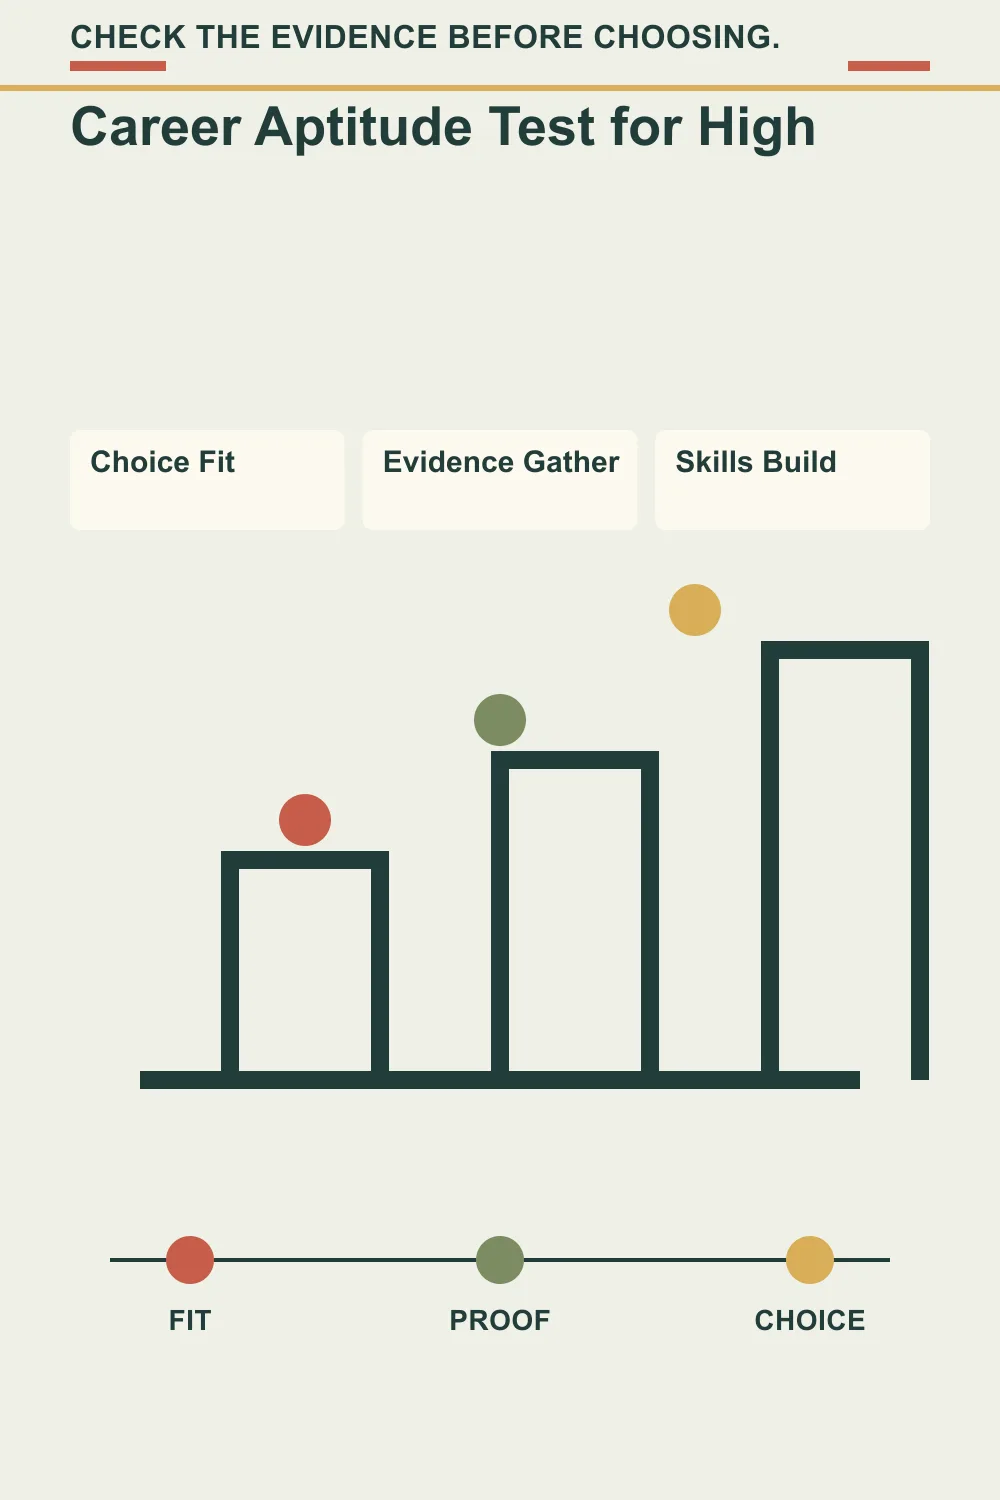 CHECK THE EVIDENCE BEFORE CHOOSING.
Career Aptitude Test for High
Choice Fit
Evidence Gather
Skills Build
FIT
PROOF
CHOICE